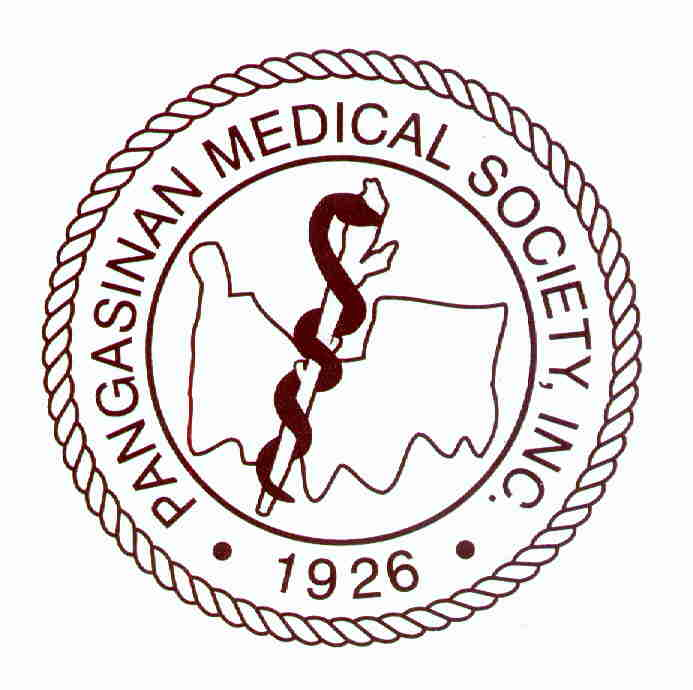 PANGASINAN MEDICAL SOCIETY, INC.
• 1926 •